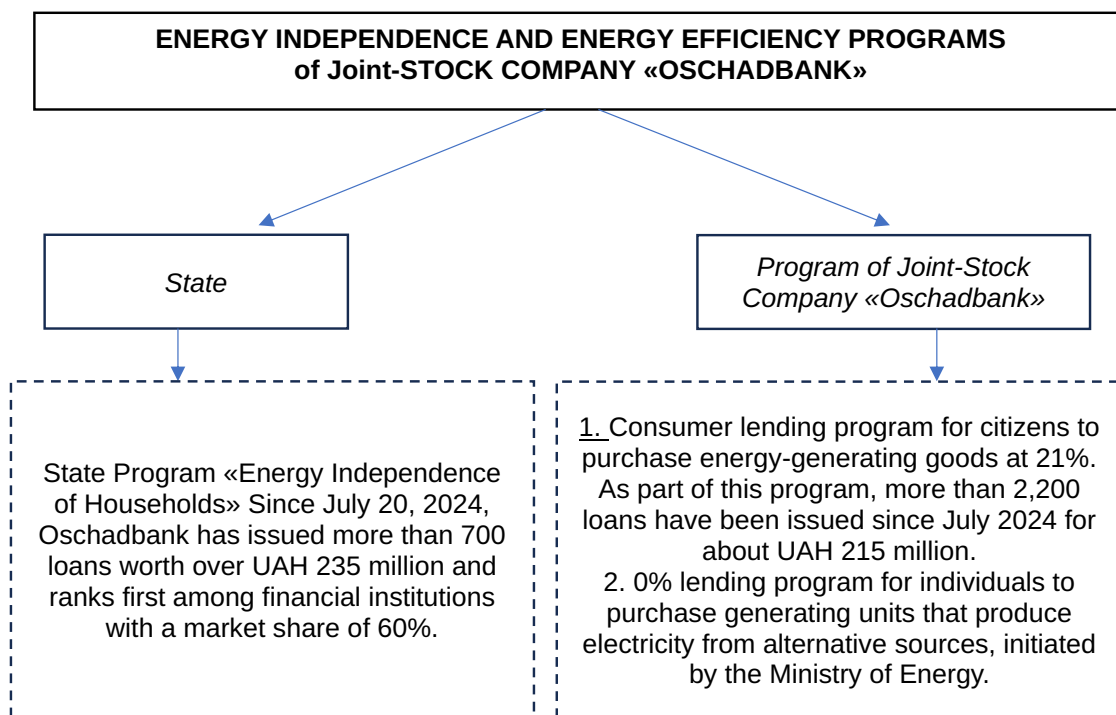 ENERGY INDEPENDENCE AND ENERGY EFFICIENCY PROGRAMS
of Joint-STOCK COMPANY «OSCHADBANK»
State
Program of Joint-Stock
Company «Oschadbank»
State Program «Energy Independence
of Households» Since July 20, 2024,
Oschadbank has issued more than 700
loans worth over UAH 235 million and
ranks first among financial institutions
with a market share of 60%.
1. Consumer lending program for citizens to
purchase energy-generating goods at 21%.
As part of this program, more than 2,200
loans have been issued since July 2024 for
about UAH 215 million.
2. 0% lending program for individuals to
purchase generating units that produce
electricity from alternative sources, initiated
by the Ministry of Energy.